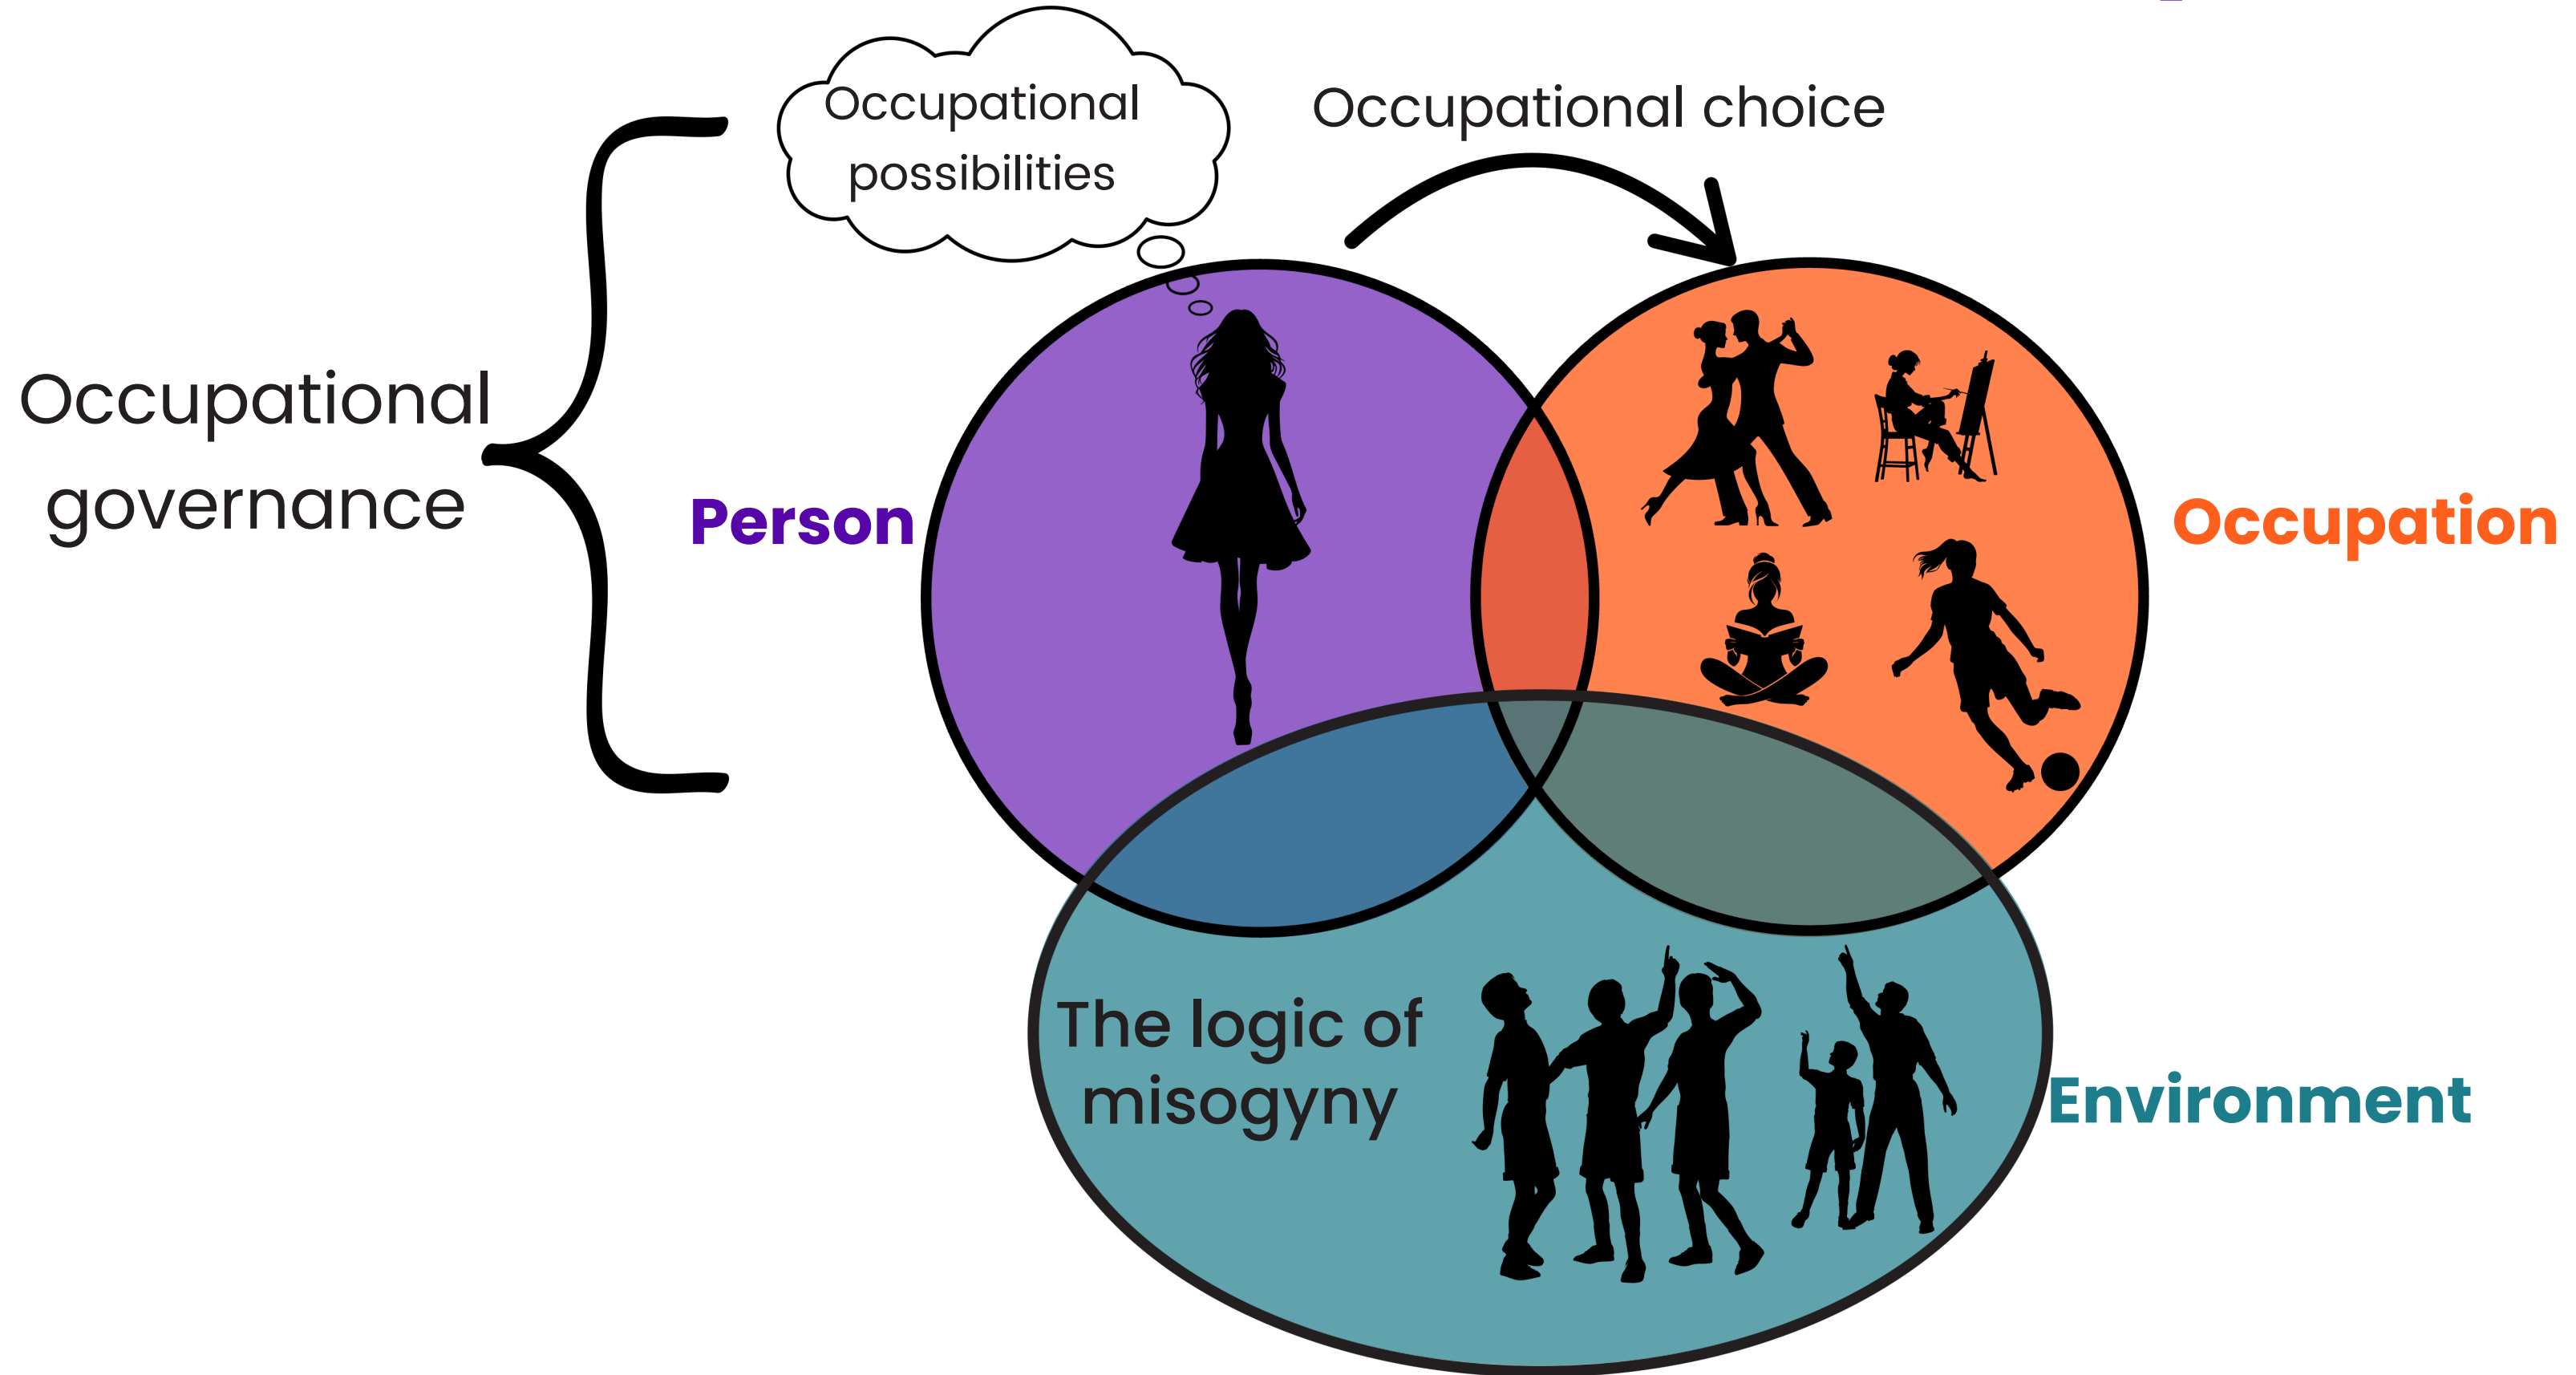 Occupational
possibilities
Occupational choice
Occupational
governance
Person
Occupation
The logic of
misogyny
Environment